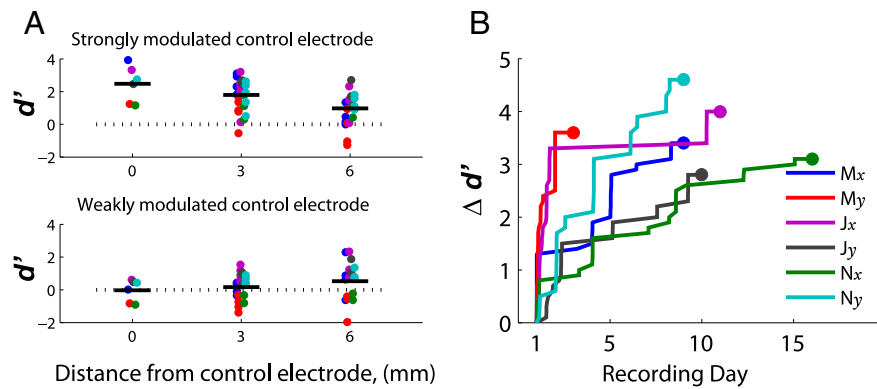 A
Strongly modulated control electrode
d'
4
2
0
−2
0
3
6
Weakly modulated control electrode
d'
4
2
0
−2
0
3
6
Distance from control electrode, (mm)
B
Δ d'
5
4
3
2
1
0
1
5
10
15
Recording Day
Mx
My
Jx
Jy
Nx
Ny